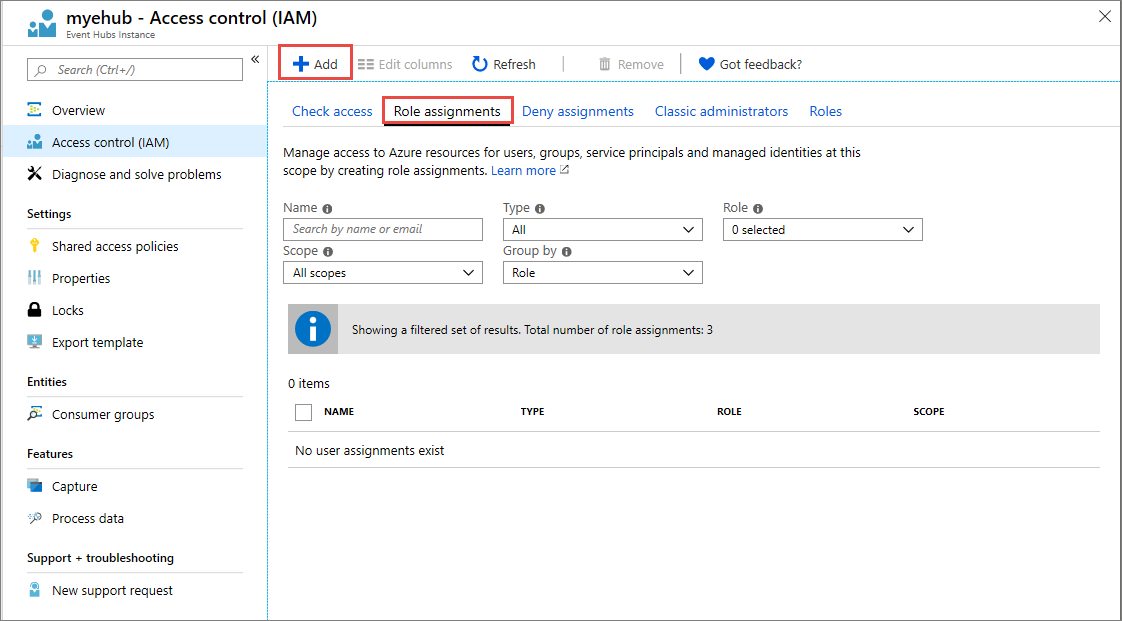 myehub - Access control (IAM)
Event Hubs Instance
Search (Ctrl+/)
Overview
Access control (IAM)
Diagnose and solve problems
Settings
Shared access policies
Properties
Locks
Export template
Entities
Consumer groups
Features
Capture
Process data
Support + troubleshooting
New support request
Add
Edit columns
Refresh
Remove
Got feedback?
Check access
Role assignments
Deny assignments
Classic administrators
Roles
Manage access to Azure resources for users, groups, service principals and managed identities at this
scope by creating role assignments. Learn more
Name
Type
Role
Search by name or email
All
0 selected
Scope
Group by
All scopes
Role
Showing a filtered set of results. Total number of role assignments: 3
0 items
NAME
TYPE
ROLE
SCOPE
No user assignments exist